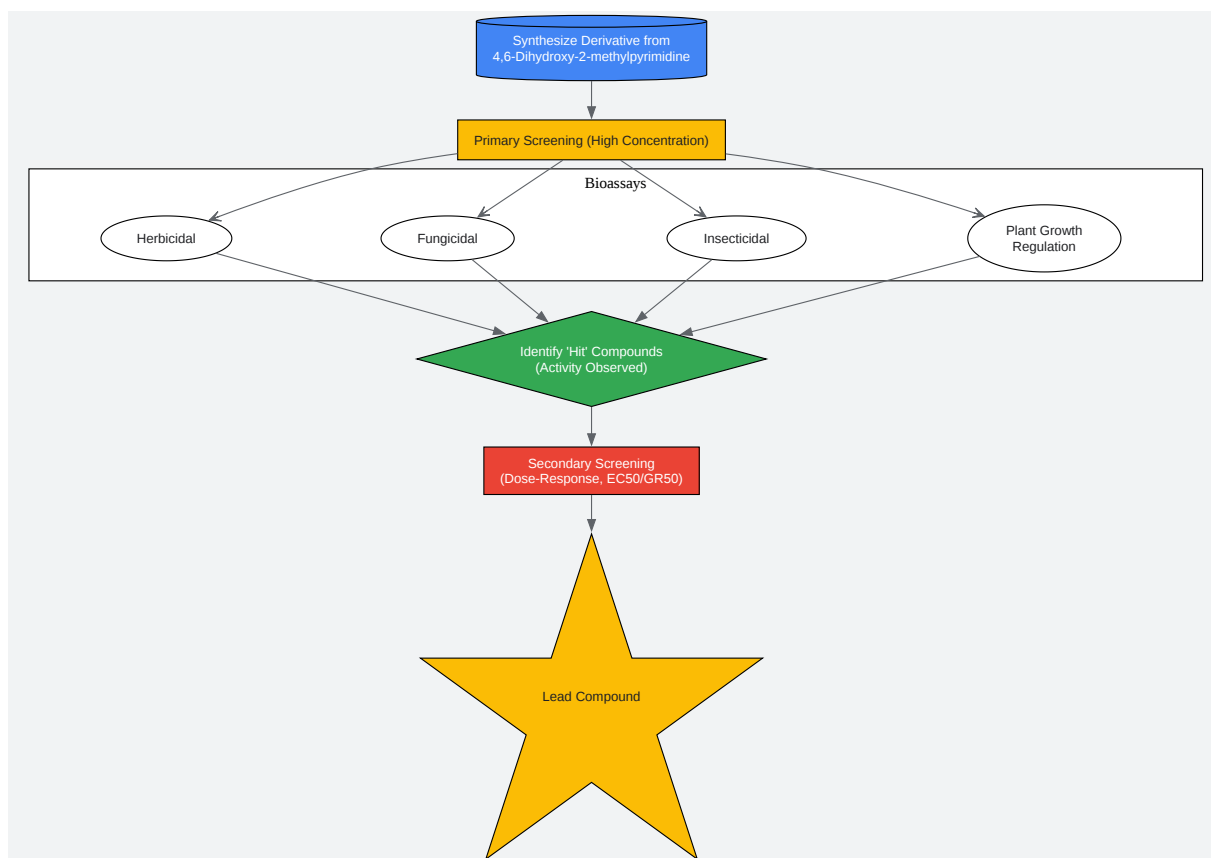 Synthesize Derivative from
4,6-Dihydroxy-2-methylpyrimidine
Primary Screening (High Concentration)
Bioassays
Herbicidal
Fungicidal
Insecticidal
Plant Growth
Regulation
Identify 'Hit' Compounds
(Activity Observed)
Secondary Screening
(Dose-Response, EC50/GR50)
Lead Compound